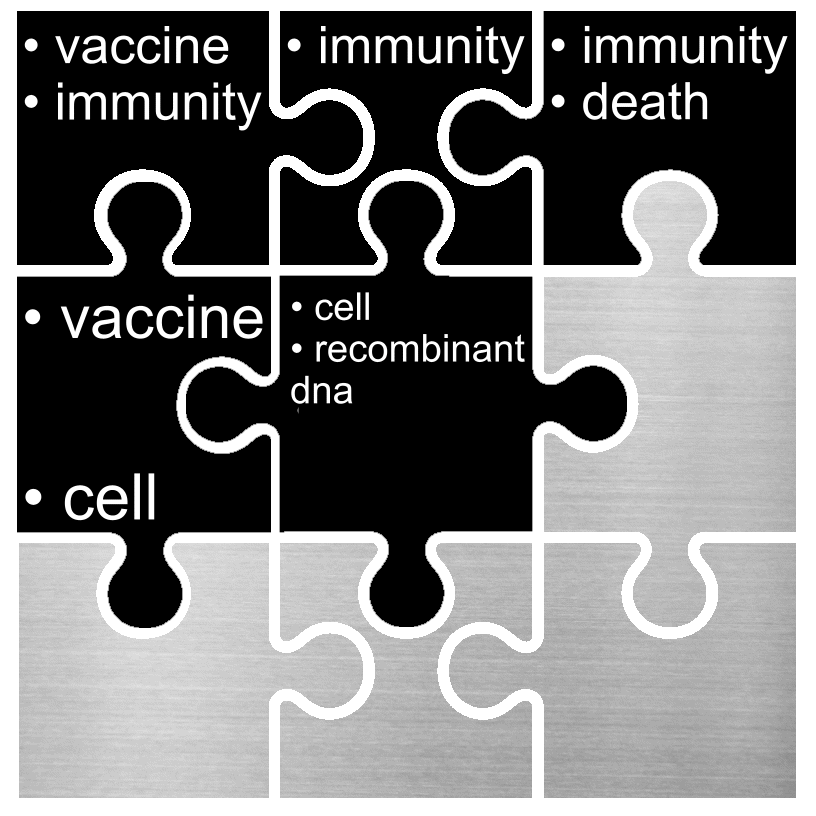 • vaccine
• immunity
• immunity
• immunity
• death
• vaccine
• cell
• cell
• recombinant
dna